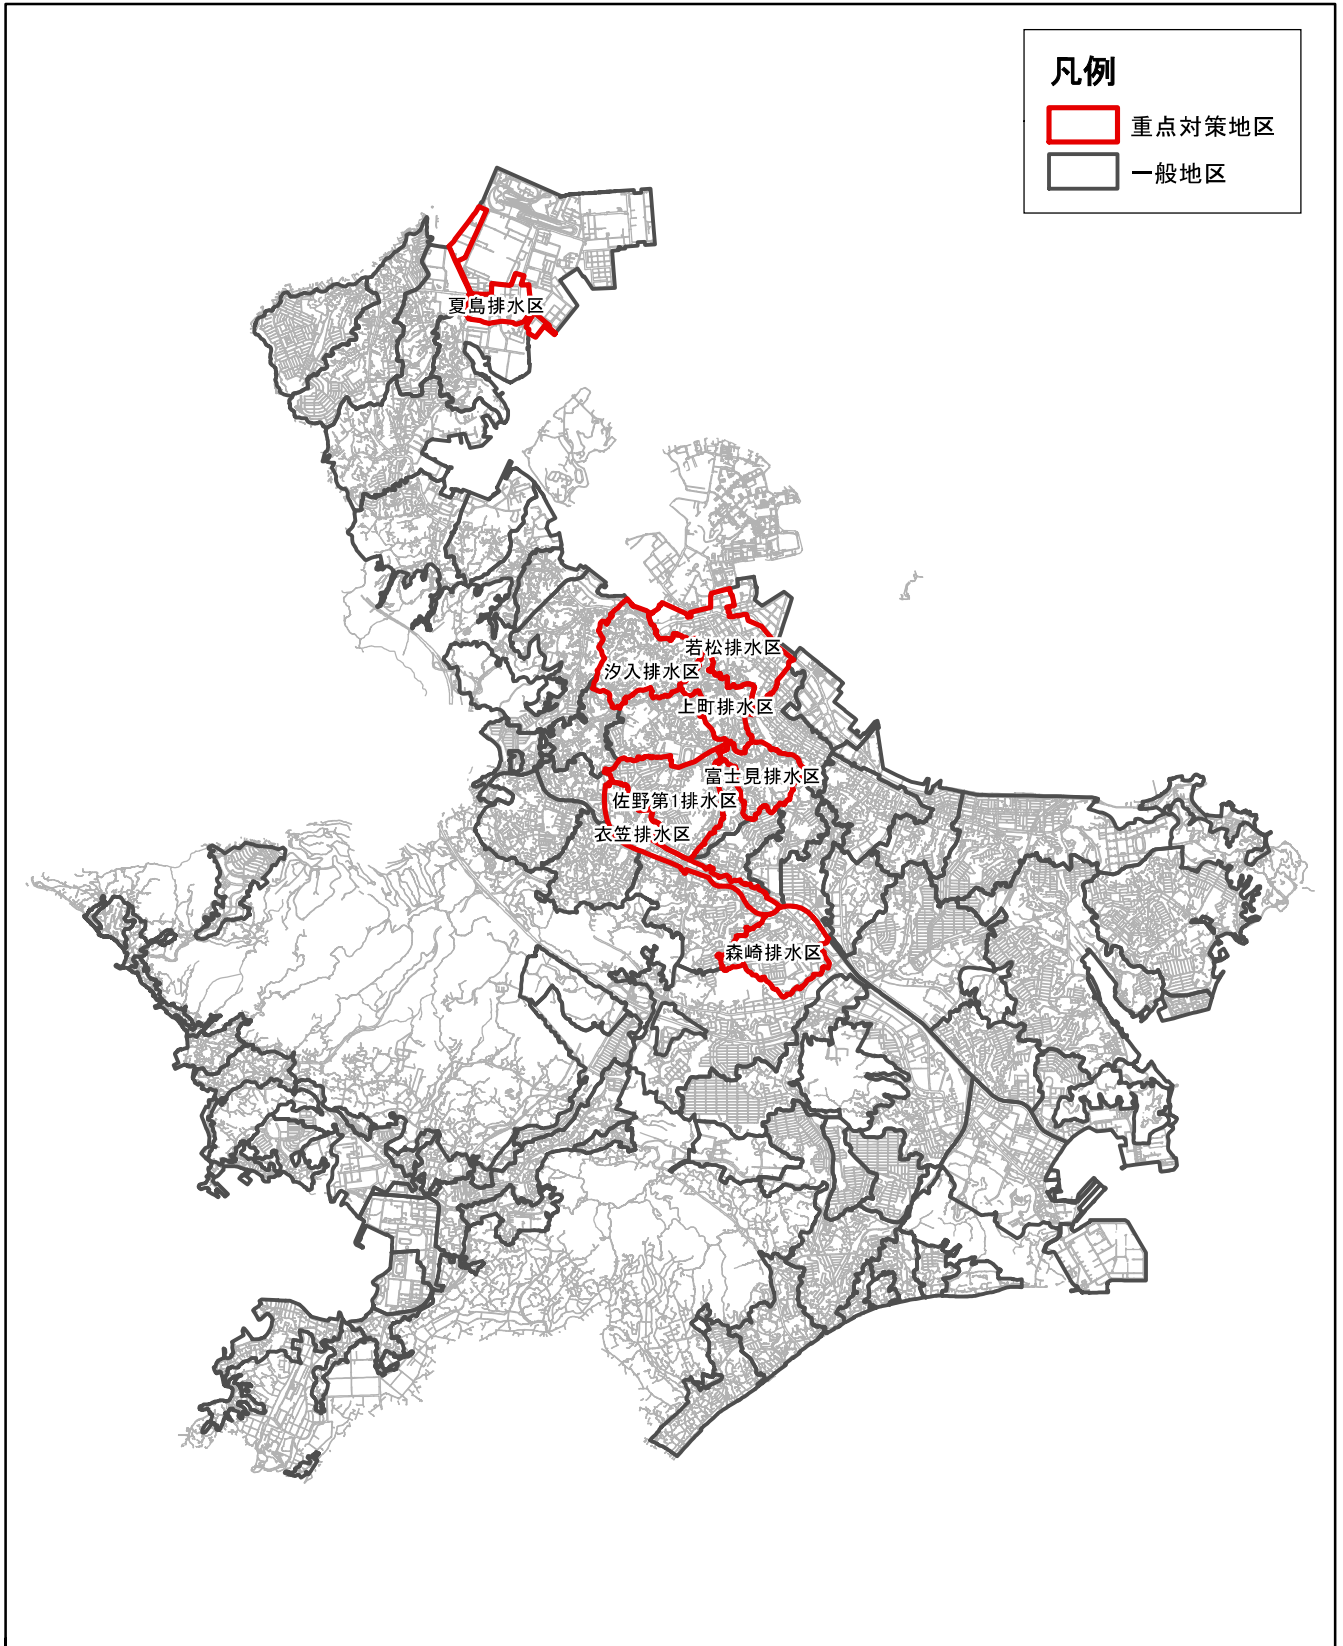 凡例
重点対策地区
一般地区
夏島排水区
若松排水区
汐入排水区
上町排水区
富士見排水区
佐野第1排水区
衣笠排水区
森崎排水区